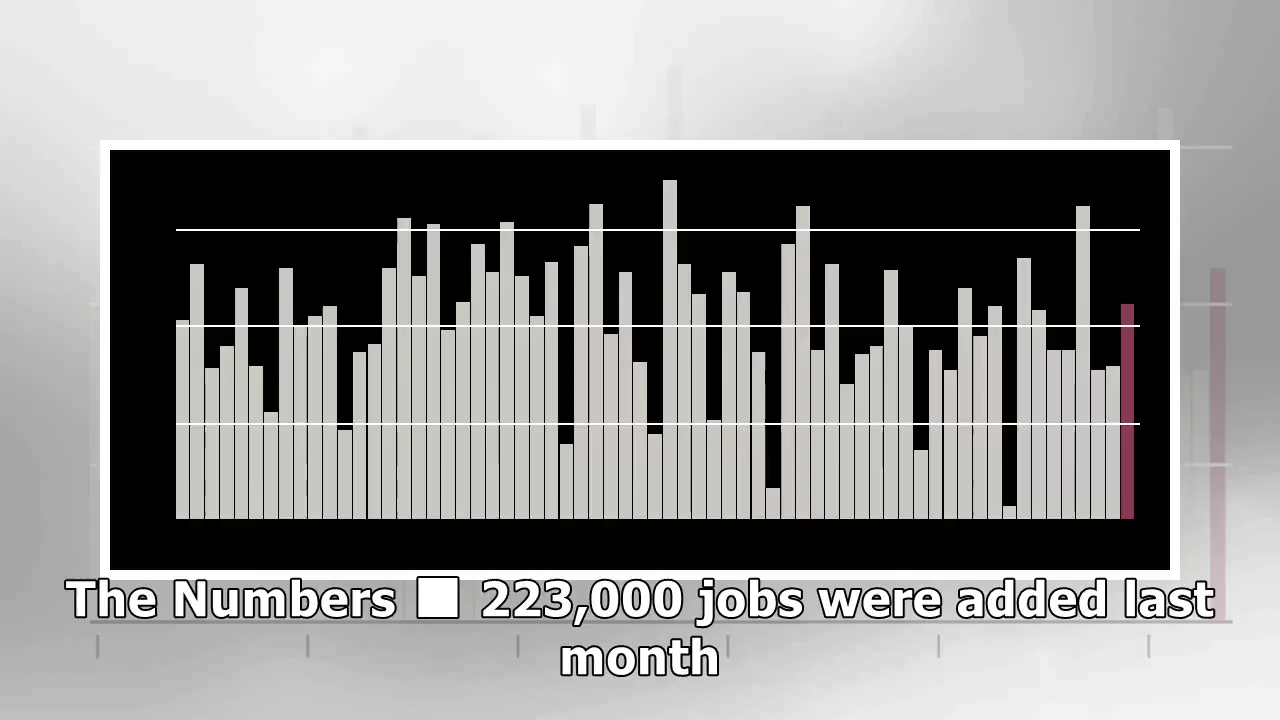 The Numbers ■ 223,000 jobs were added last
month